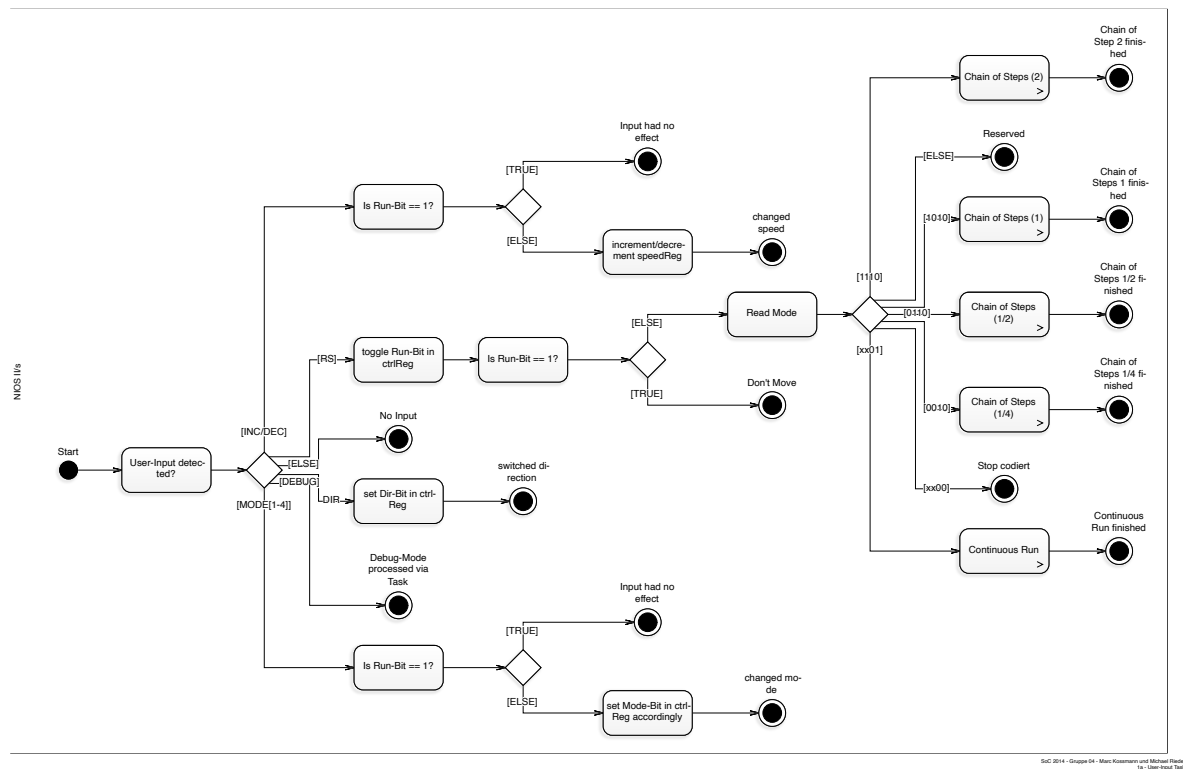 Chain of
Step 2 finis-
hed
Chain of Steps (2)
Input had no
effect
[TRUE]
Reserved
[ELSE]
Chain of
Steps 1 finis-
hed
Is Run-Bit == 1?
[1010]
Chain of Steps (1)
[ELSE]
increment/decre-
ment speedReg
changed
speed
[1110]
Chain of
Steps 1/2 fi-
nished
Read Mode
[0110]
Chain of Steps
(1/2)
[ELSE]
[xx01]
[RS]
toggle Run-Bit in
ctrlReg
Is Run-Bit == 1?
[TRUE]
Don't Move
Chain of
Steps 1/4 fi-
nished
[0010]
Chain of Steps
(1/4)
NIOS II/s
No Input
[INC/DEC]
Start
User-Input detec-
ted?
[ELSE]
[DEBUG]
[MODE[1-4]]
DIR
set Dir-Bit in ctrl-
Reg
switched di-
rection
Stop codiert
[xx00]
Continuous
Run finished
Continuous Run
Debug-Mode
processed via
Task
Input had no
effect
[TRUE]
Is Run-Bit == 1?
[ELSE]
set Mode-Bit in ctrl-
Reg accordingly
changed mo-
de
SoC 2014 - Gruppe 04 - Marc Kossmann und Michael Riede
1a - User-Input Tas